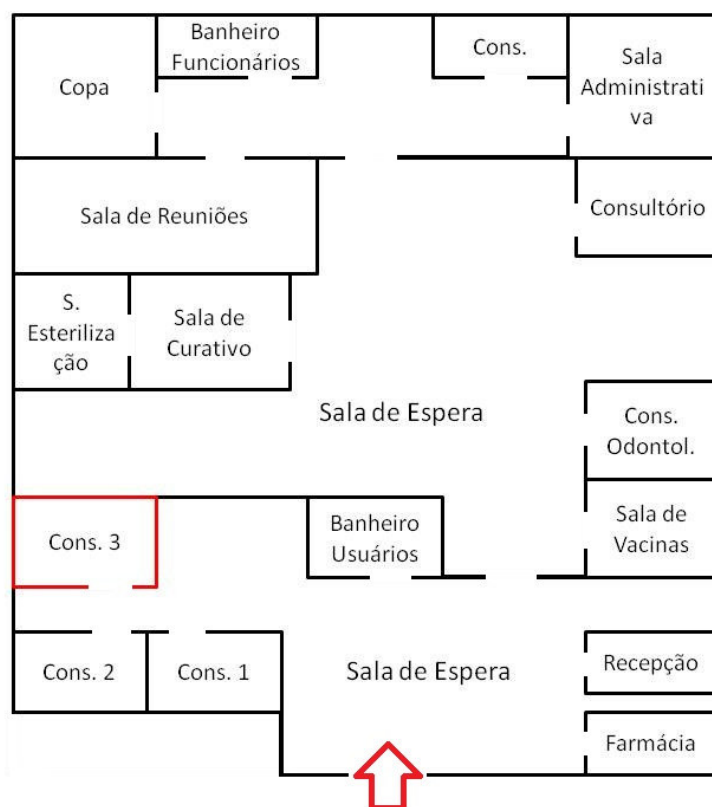 Banheiro
Funcionários
Cons.
Copa
Sala
Administrati
va
Sala de Reuniões
Consultório
S.
Esteriliza
ção
Sala de
Curativo
Sala de Espera
Cons.
Odontol.
Cons. 3
Banheiro
Usuários
Sala de
Vacinas
Cons. 2
Cons. 1
Sala de Espera
Recepção
Farmácia